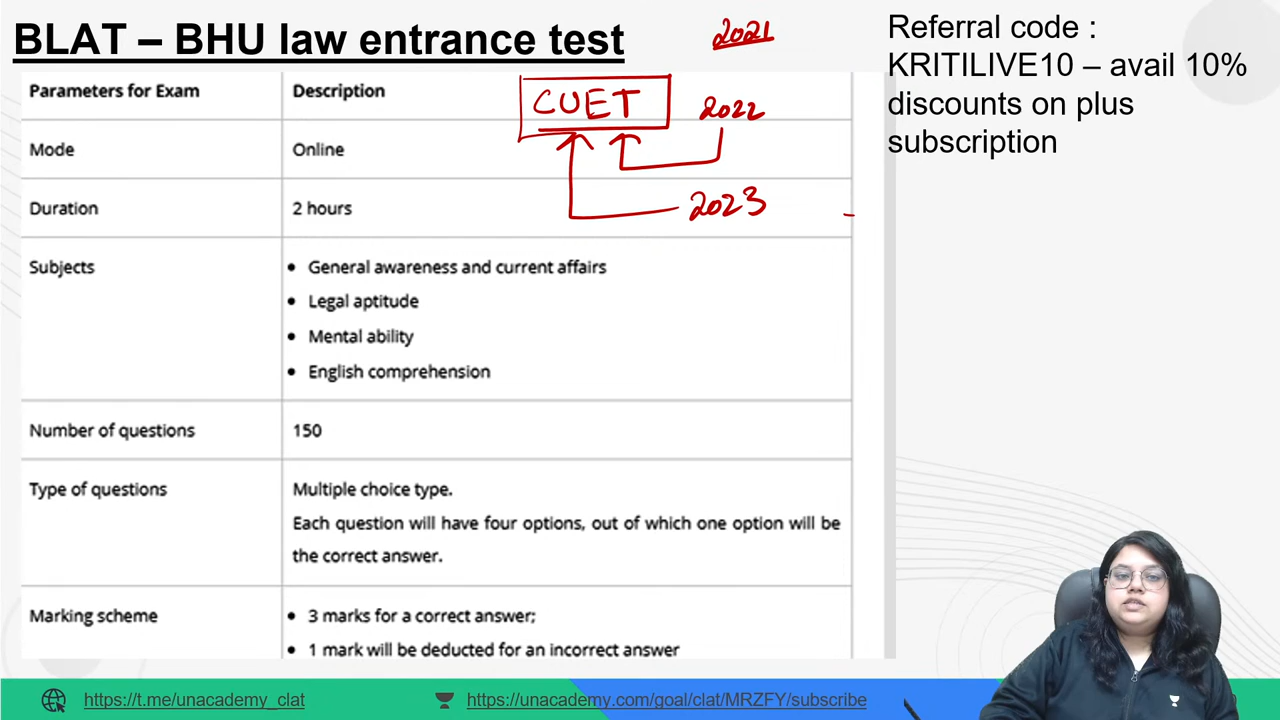 BLAT – BHU law entrance test
2021
Referral code :
KRITILIVE10 – avail 10%
discounts on plus
subscription
Parameters for Exam
Description
CUET
2022
Mode
Online
Duration
2 hours
2023
Subjects
• General awareness and current affairs
• Legal aptitude
• Mental ability
• English comprehension
Number of questions
150
Type of questions
Multiple choice type.
Each question will have four options, out of which one option will be
the correct answer.
Marking scheme
• 3 marks for a correct answer;
• 1 mark will be deducted for an incorrect answer
https://t.me/unacademy_clat
https://unacademy.com/goal/clat/MRZFY/subscribe